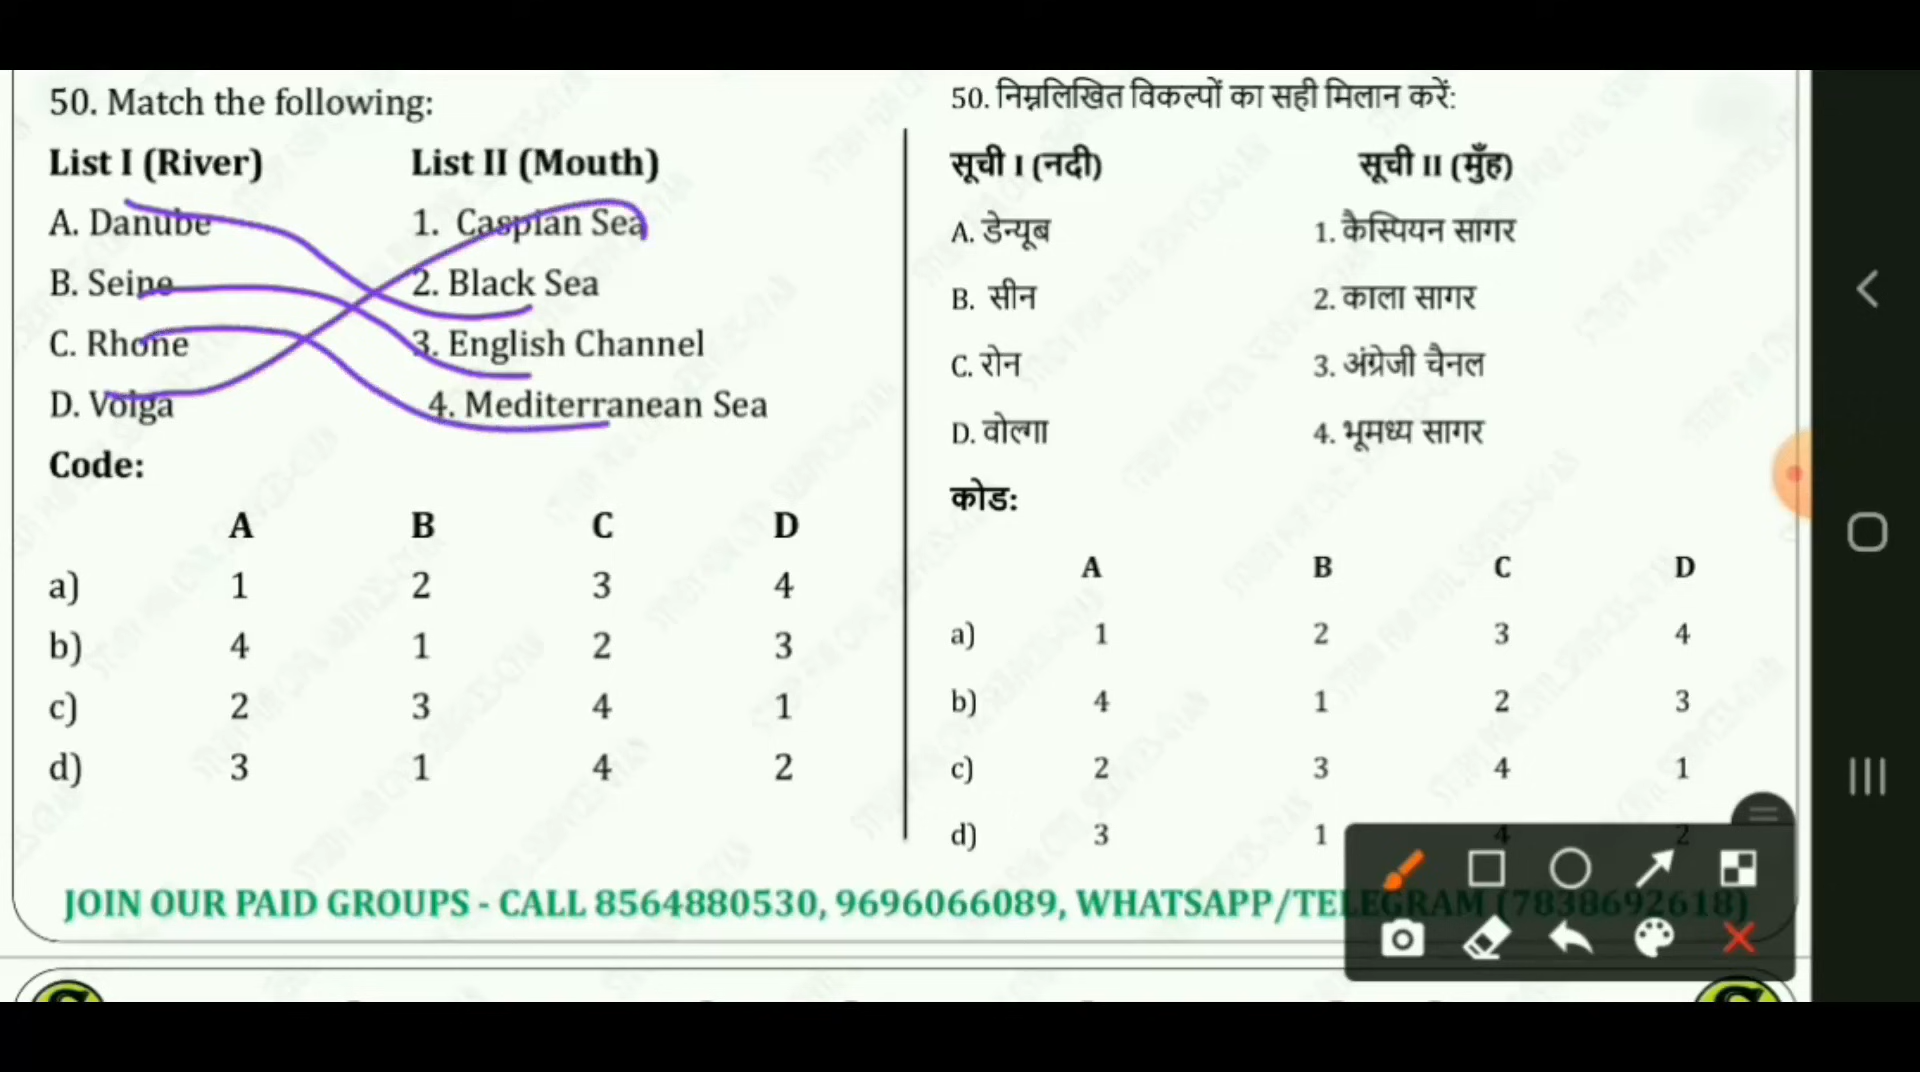 50. Match the following:
List I (River) List II (Mouth)
A. Danube 1. Caspian Sea
B. Seine 2. Black Sea
C. Rhone 3. English Channel
D. Volga 4. Mediterranean Sea
Code:
A B C D
a) 1 2 3 4
b) 4 1 2 3
c) 2 3 4 1
d) 3 1 4 2
50. निम्नलिखित विकल्पों का सही मिलान करें:
सूची I (नदी) सूची II (मुँह)
A. डेन्यूब 1. कैस्पियन सागर
B. सीन 2. काला सागर
C. रोन 3. अंग्रेजी चैनल
D. वोल्गा 4. भूमध्य सागर
कोड:
A B C D
a) 1 2 3 4
b) 4 1 2 3
c) 2 3 4 1
d) 3 1 4 2
JOIN OUR PAID GROUPS - CALL 8564880530, 9696066089, WHATSAPP/TELEGRAM (7838692618)